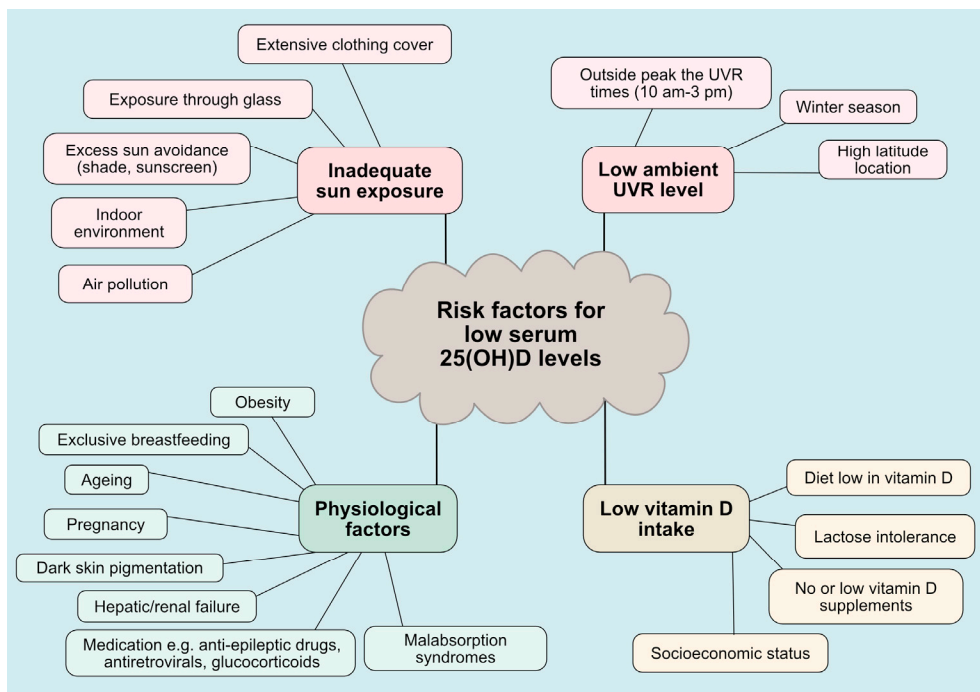 Extensive clothing cover
Exposure through glass
Excess sun avoidance
(shade, sunscreen)
Indoor
environment
Air pollution
Inadequate
sun exposure
Outside peak the UVR
times (10 am-3 pm)
Winter season
High latitude
location
Low ambient
UVR level
Risk factors for
low serum
25(OH)D levels
Obesity
Exclusive breastfeeding
Ageing
Pregnancy
Dark skin pigmentation
Hepatic/renal failure
Medication e.g. anti-epileptic drugs,
antiretrovirals, glucocorticoids
Malabsorption
syndromes
Physiological
factors
Low vitamin D
intake
Diet low in vitamin D
Lactose intolerance
No or low vitamin D
supplements
Socioeconomic status